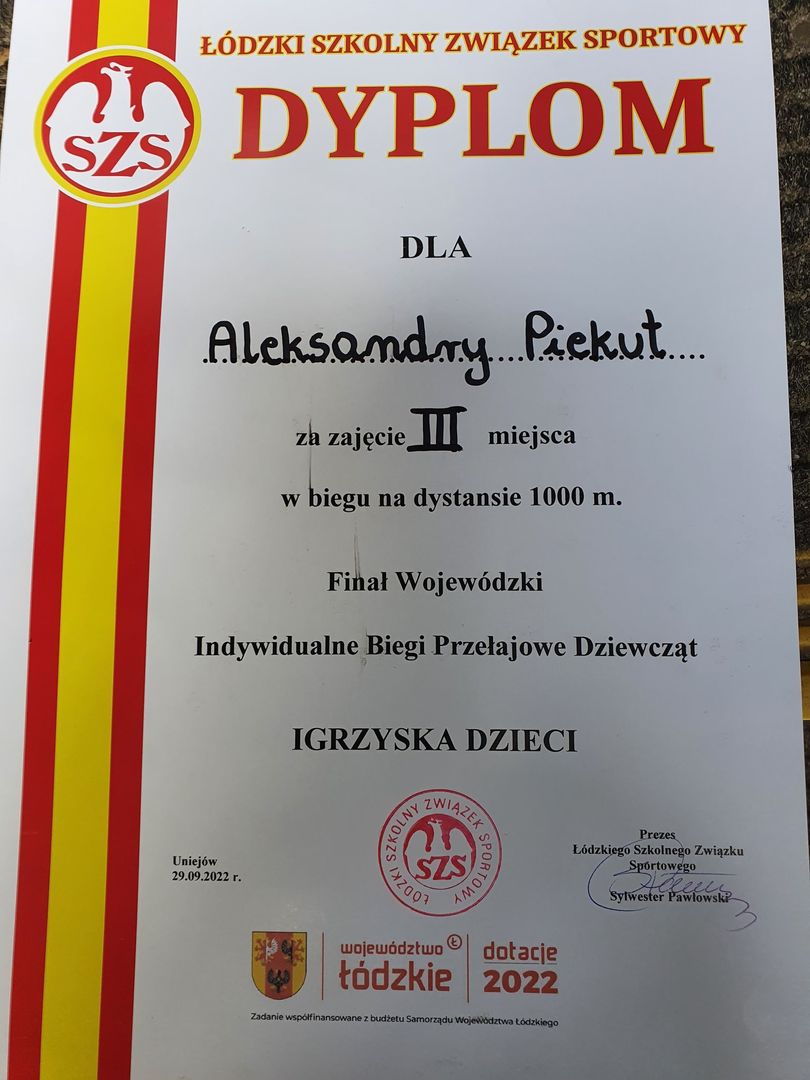 ŁÓDZKI SZKOLNY ZWIĄZEK SPORTOWY
SZS
DYPLOM
DLA
Aleksandry Piekut
za zajęcie III miejsca
w biegu na dystansie 1000 m.
Finał Wojewódzki
Indywidualne Biegi Przełajowe Dziewcząt
IGRZYSKA DZIECI
Uniejów
29.09.2022 r.
ŁÓDZKI SZKOLNY ZWIĄZEK SPORTOWY
SZS
Prezes
Łódzkiego Szkolnego Związku
Sportowego
Sylwester Pawłowski
województwo Ł
łódzkie
dotacje
2022
Zadanie współfinansowane z budżetu Samorządu Województwa Łódzkiego